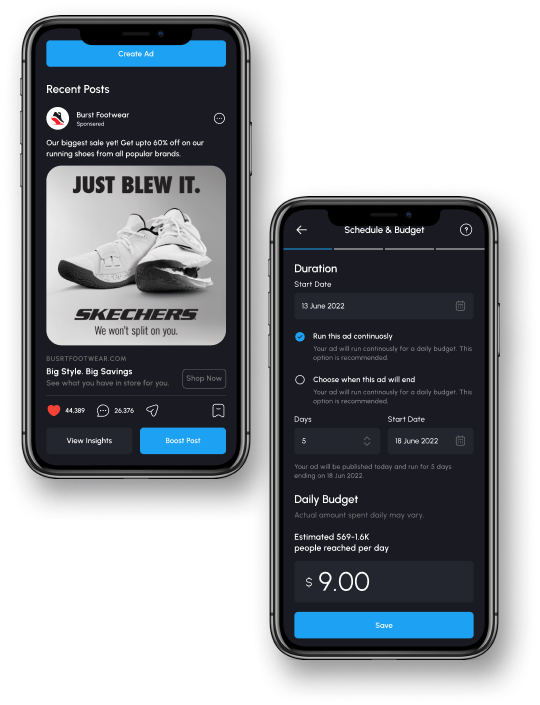 Create Ad
Recent Posts
Burst Footwear
Sponsered
Our biggest sale yet! Get upto 60% off on our
running shoes from all popular brands.
JUST BLEW IT.
SKECHERS
We won't split on you.
BUSRTFOOTWEAR.COM
Big Style. Big Savings
See what you have in store for you.
Shop Now
44,389
26,376
View Insights
Boost Post
Schedule & Budget
?
Duration
Start Date
13 June 2022
Run this ad continuosly
Your ad will run continously for a daily budget. This
option is recommended.
Choose when this ad will end
Your ad will run continously for a daily budget. This
option is recommended.
Days
Start Date
5
18 June 2022
Your ad will be published today and run for 5 days
ending on 18 Jun 2022.
Daily Budget
Actual amount spent daily may vary.
Estimated 569-1.6K
people reached per day
$ 9.00
Save